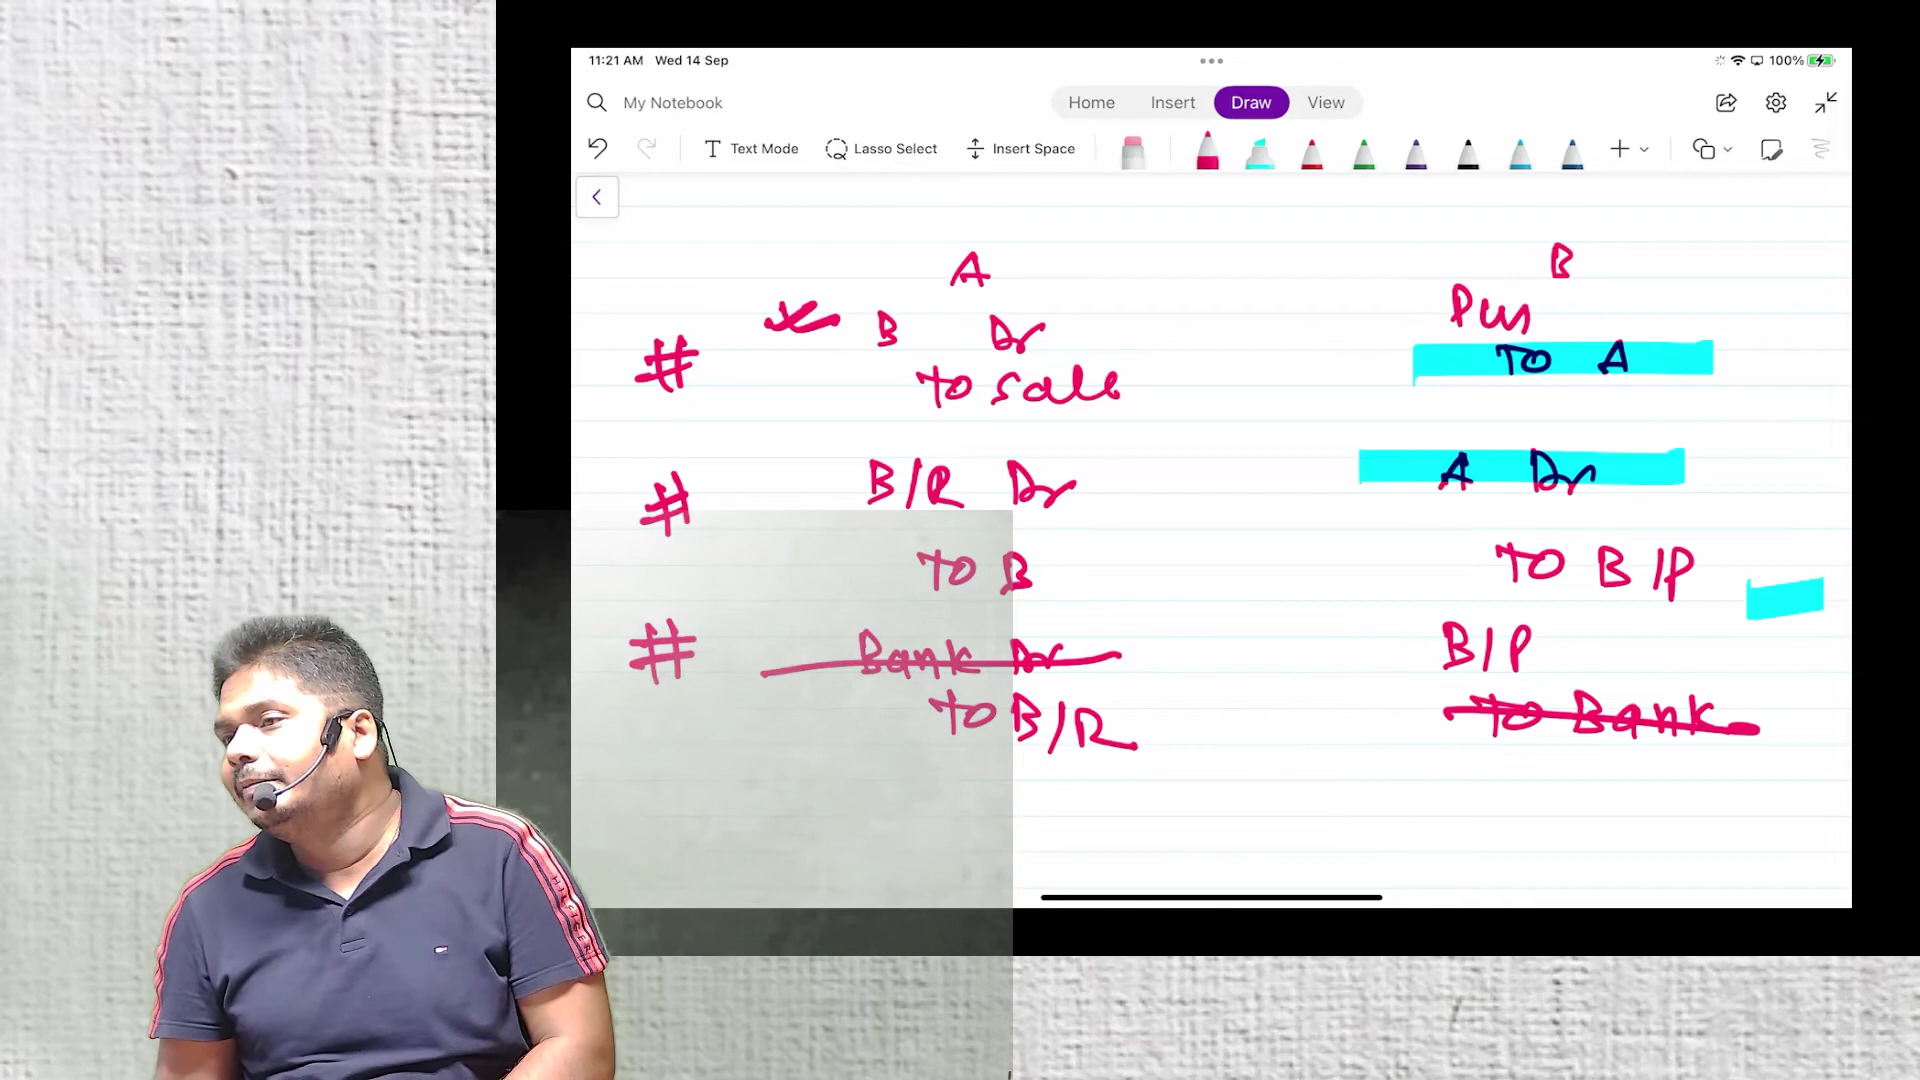 11:21 AM Wed 14 Sep
100%
My Notebook
Home Insert Draw View
Text Mode Lasso Select Insert Space
A B
B Dr Pur
To Sale To A
# B/R Dr A Dr
#
To B To B/P
# Bank Dr B/P
To B/R To Bank
HILFIGER